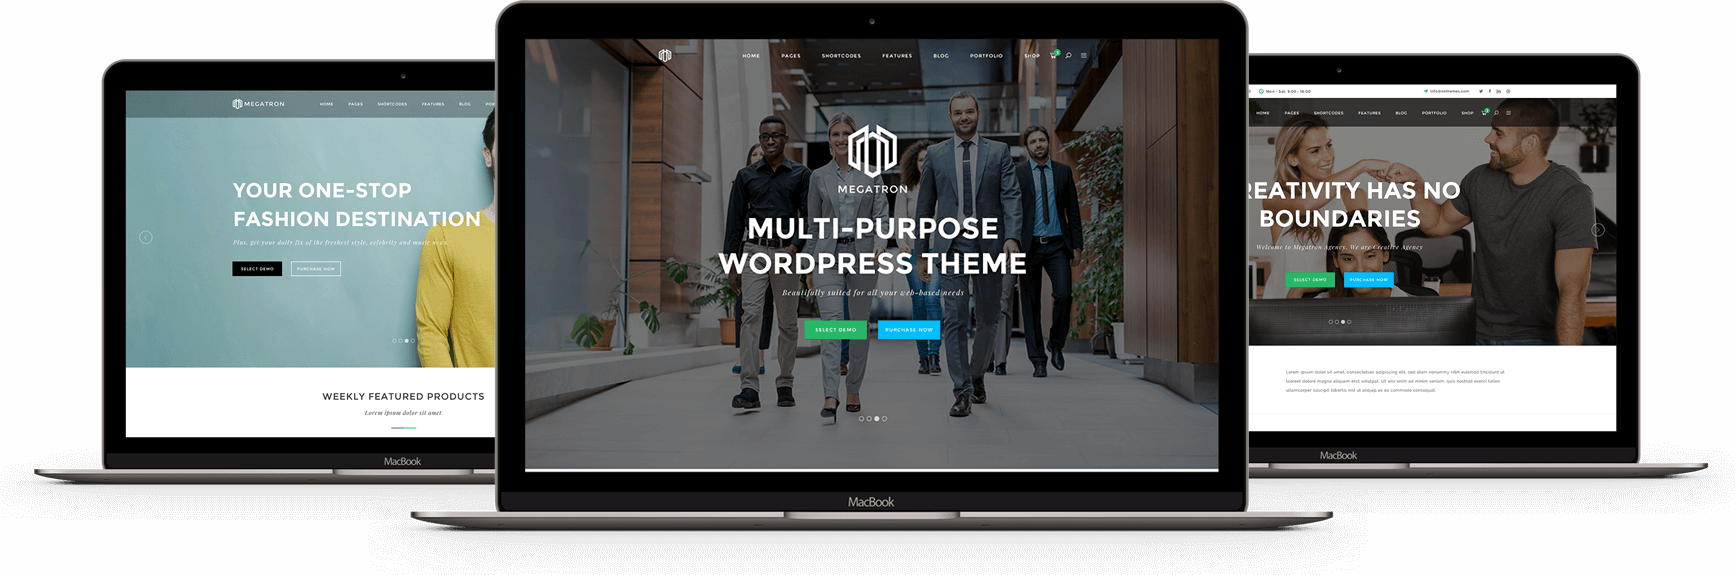 MEGATRON
HOME PAGES SHORTCODES FEATURES BLOG
YOUR ONE-STOP
FASHION DESTINATION
Plus, get your daily fix of the freshest style, celebrity and music news.
SELECT DEMO PURCHASE NOW
WEEKLY FEATURED PRODUCTS
Lorem ipsum dolor sit amet
MacBook
HOME PAGES SHORTCODES FEATURES BLOG PORTFOLIO SHOP
MEGATRON
MULTI-PURPOSE
WORDPRESS THEME
Beautifully suited for all your web-based needs
SELECT DEMO PURCHASE NOW
MacBook
Mon - Sat: 9:00 - 18:00
HOME PAGES SHORTCODES FEATURES BLOG PORTFOLIO SHOP
REATIVITY HAS NO
BOUNDARIES
Welcome to Megatron Agency. We are Creative Agency
SELECT DEMO PURCHASE NOW
Lorem ipsum dolor sit amet, consectetuer adipiscing elit, sed diam nonummy nibh euismod tincidunt ut
laoreet dolore magna aliquam erat volutpat. Ut wisi enim ad minim veniam, quis nostrud exerci tation
ullamcorper suscipit lobortis nisl ut aliquip ex ea commodo consequat.
MacBook